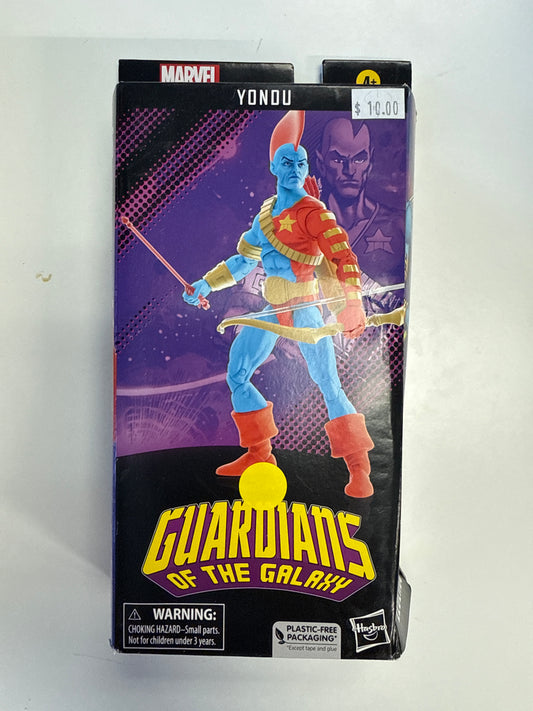 MARVEL
4+
YONDU
$ 10.00
GUARDIANS
OF THE GALAXY
WARNING:
CHOKING HAZARD–Small parts.
Not for children under 3 years.
PLASTIC-FREE
PACKAGING*
*Except tape and glue
Hasbro